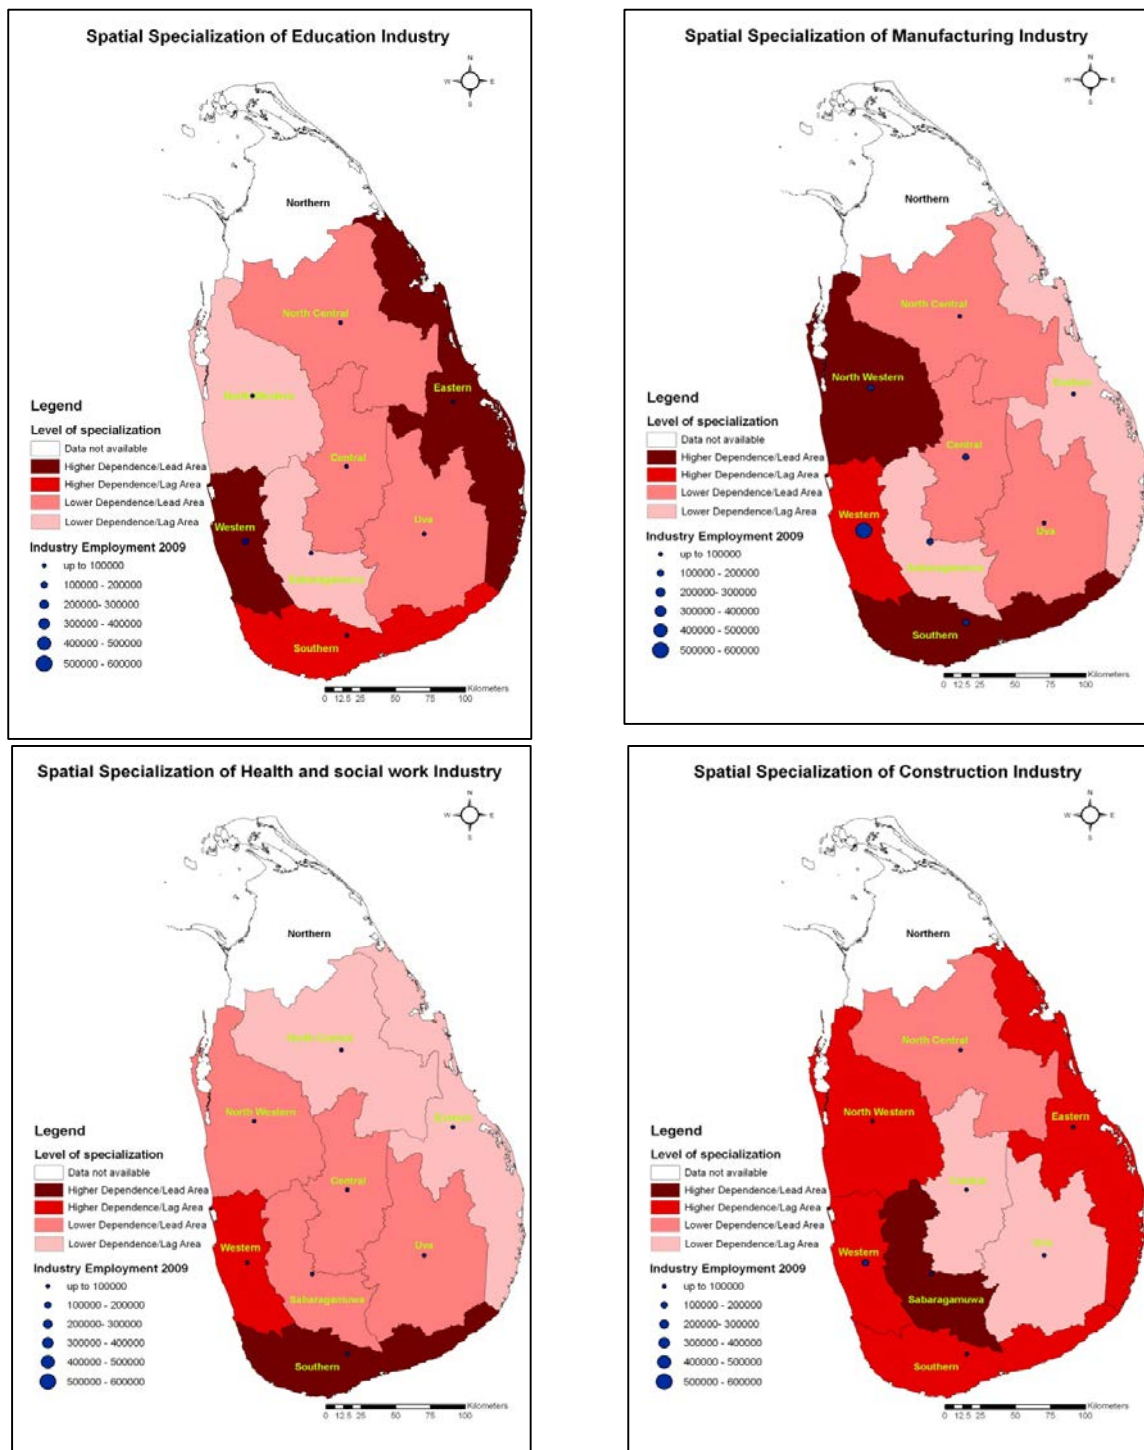 Spatial Specialization of Education Industry
N
W E
S
Northern
North Central
North Western
Eastern
Central
Western
Uva
Sabaragamuwa
Southern
Legend
Level of specialization
Data not available
Higher Dependence/Lead Area
Higher Dependence/Lag Area
Lower Dependence/Lead Area
Lower Dependence/Lag Area
Industry Employment 2009
up to 100000
100000 - 200000
200000- 300000
300000 - 400000
400000 - 500000
500000 - 600000
Kilometers
0 12.5 25 50 75 100
Spatial Specialization of Manufacturing Industry
N
W E
S
Northern
North Central
North Western
Eastern
Central
Western
Uva
Sabaragamuwa
Southern
Legend
Level of specialization
Data not available
Higher Dependence/Lead Area
Higher Dependence/Lag Area
Lower Dependence/Lead Area
Lower Dependence/Lag Area
Industry Employment 2009
up to 100000
100000 - 200000
200000- 300000
300000 - 400000
400000 - 500000
500000 - 600000
Kilometers
0 12.5 25 50 75 100
Spatial Specialization of Health and social work Industry
N
W E
S
Northern
North Central
North Western
Eastern
Central
Western
Uva
Sabaragamuwa
Southern
Legend
Level of specialization
Data not available
Higher Dependence/Lead Area
Higher Dependence/Lag Area
Lower Dependence/Lead Area
Lower Dependence/Lag Area
Industry Employment 2009
up to 100000
100000 - 200000
200000- 300000
300000 - 400000
400000 - 500000
500000 - 600000
Kilometers
0 12.5 25 50 75 100
Spatial Specialization of Construction Industry
N
W E
S
Northern
North Central
North Western
Eastern
Central
Western
Uva
Sabaragamuwa
Southern
Legend
Level of specialization
Data not available
Higher Dependence/Lead Area
Higher Dependence/Lag Area
Lower Dependence/Lead Area
Lower Dependence/Lag Area
Industry Employment 2009
up to 100000
100000 - 200000
200000- 300000
300000 - 400000
400000 - 500000
500000 - 600000
Kilometers
0 12.5 25 50 75 100